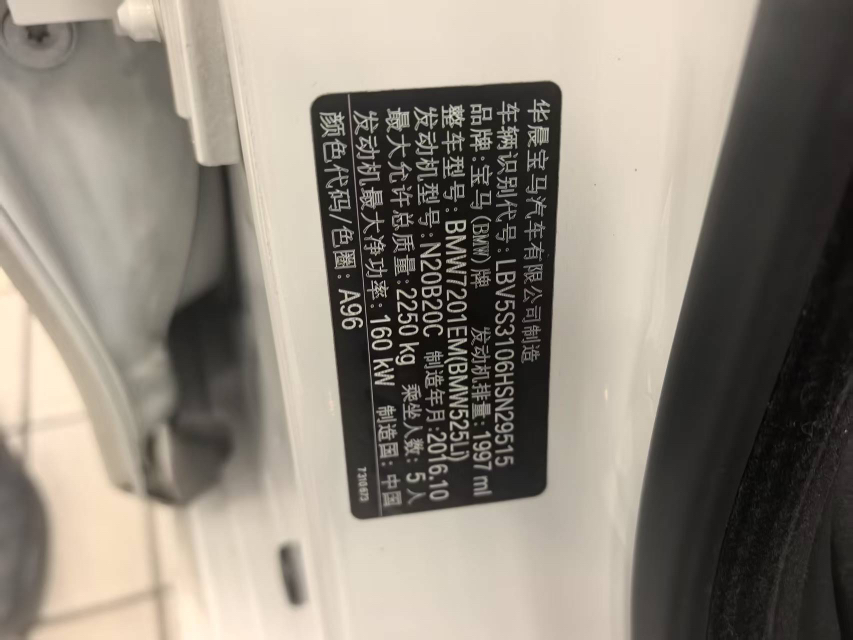 华晨宝马汽车有限公司制造
车辆识别代号: LBV5S3106HSN29515
品牌:宝马(BMW)牌 发动机排量: 1997 ml
整车型号: BMW7201EM(BMW525Li)
发动机型号:N20B20C 制造年月:2016.10
最大允许总质量:2250 kg 乘坐人数: 5人
发动机最大净功率: 160 kW 制造国: 中国
颜色代码/色圈: A96
7 310 673